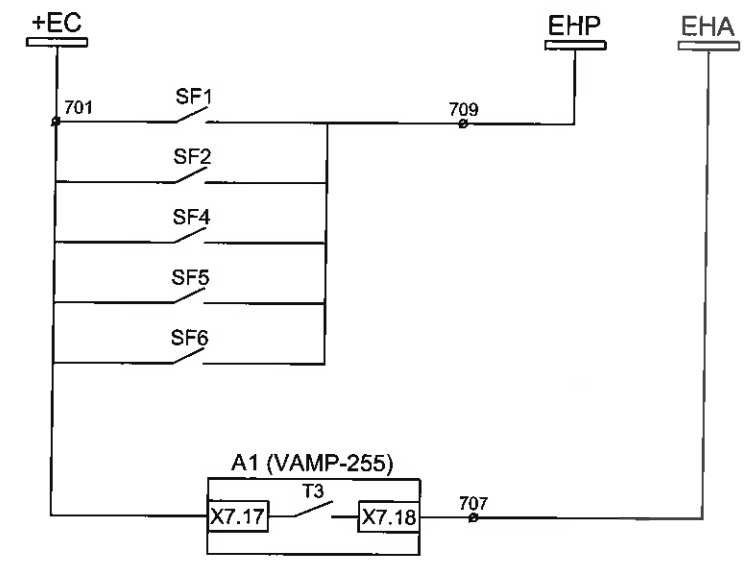 +EC
EHP
EHA
701
SF1
709
SF2
SF4
SF5
SF6
A1 (VAMP-255)
T3
X7.17
X7.18
707